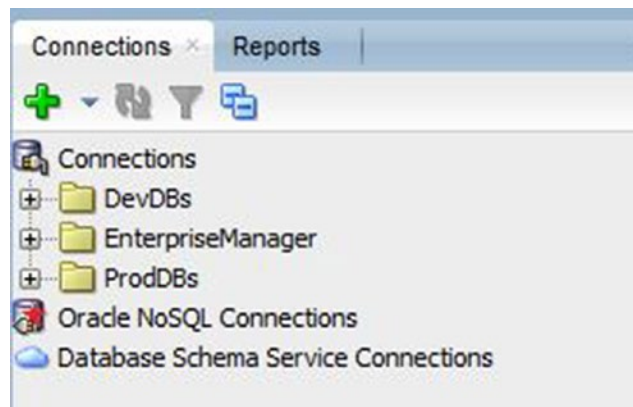 Connections Reports
Connections
DevDBs
EnterpriseManager
ProdDBs
Oracle NoSQL Connections
Database Schema Service Connections